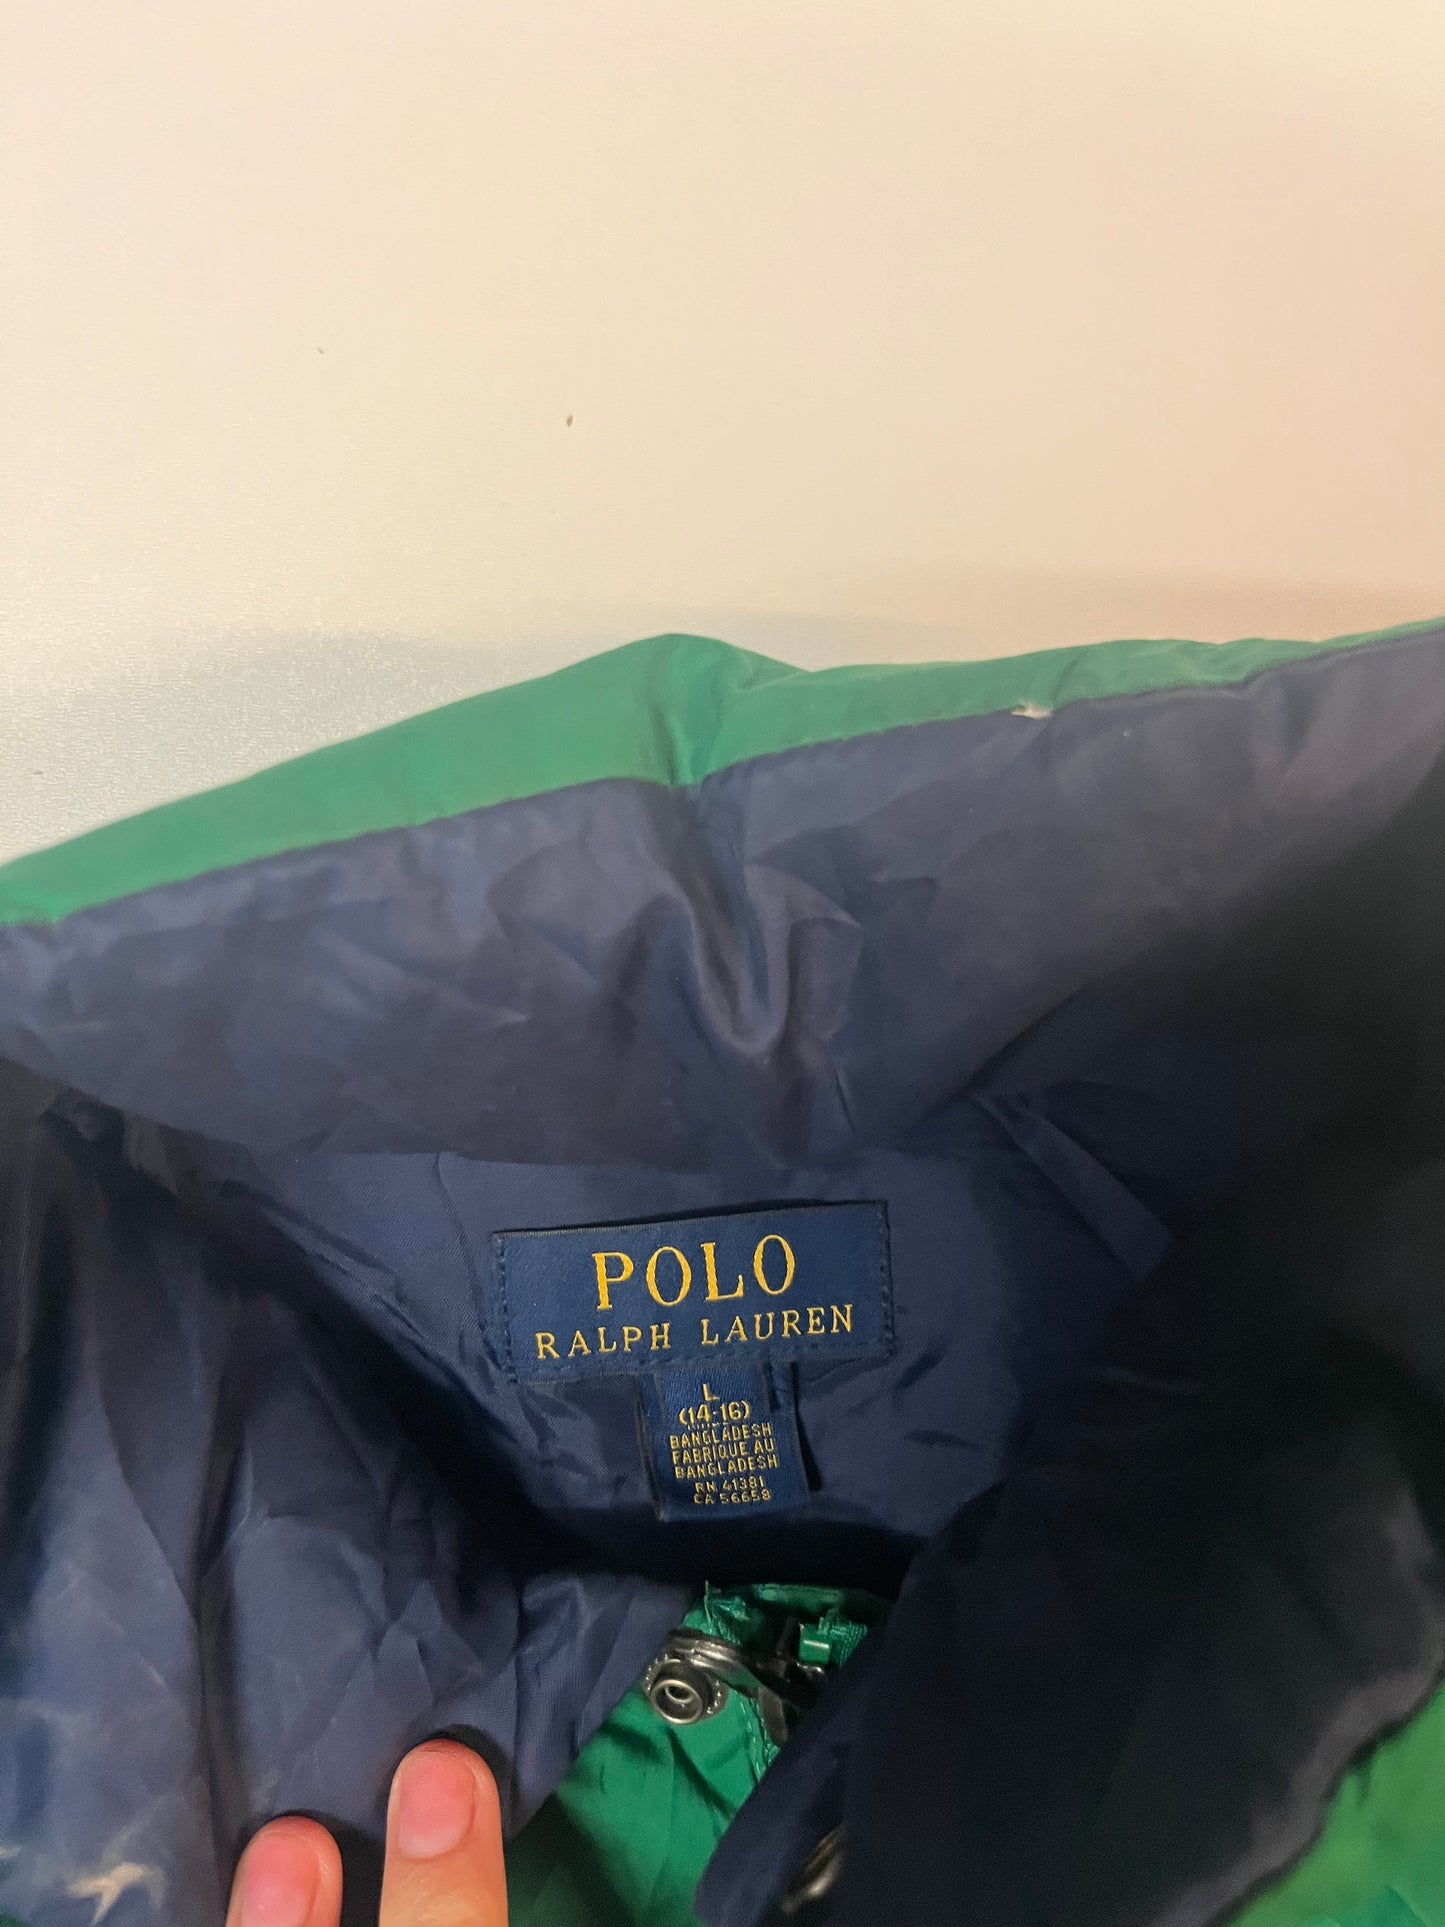 POLO
RALPH LAUREN
L
(14-16)
BANGLADESH
FABRIQUE AU
BANGLADESH
RN 41381
CA 56658